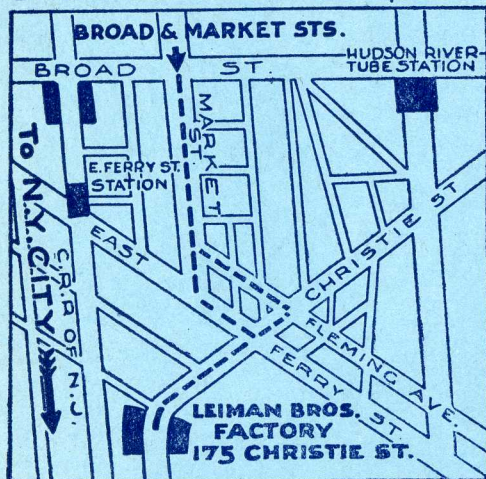 BROAD & MARKET STS.
HUDSON RIVER-
TUBE STATION
BROAD ST.
MARKET
ST.
TO N.Y. CITY
E. FERRY ST.
STATION
C.R.R. OF N.J.
EAST
CHRISTIE ST
FLEMING AVE.
FERRY ST.
LEIMAN BROS.
FACTORY
175 CHRISTIE ST.